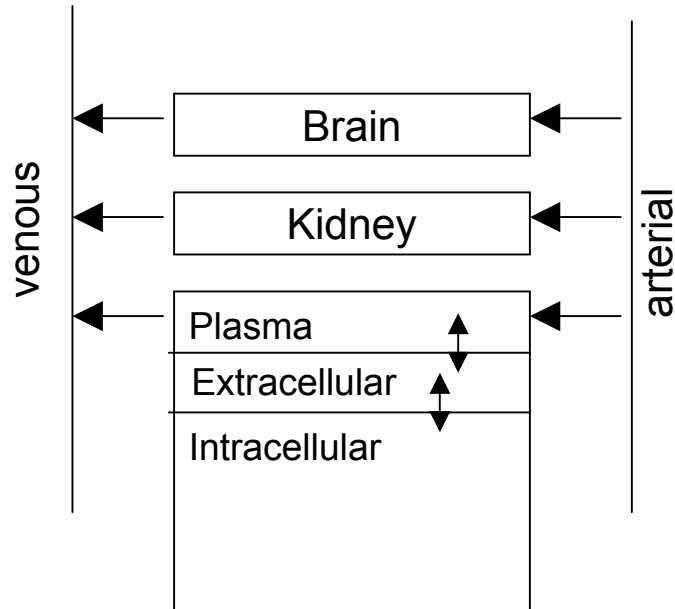 Brain
Kidney
Plasma
Extracellular
Intracellular
venous
arterial